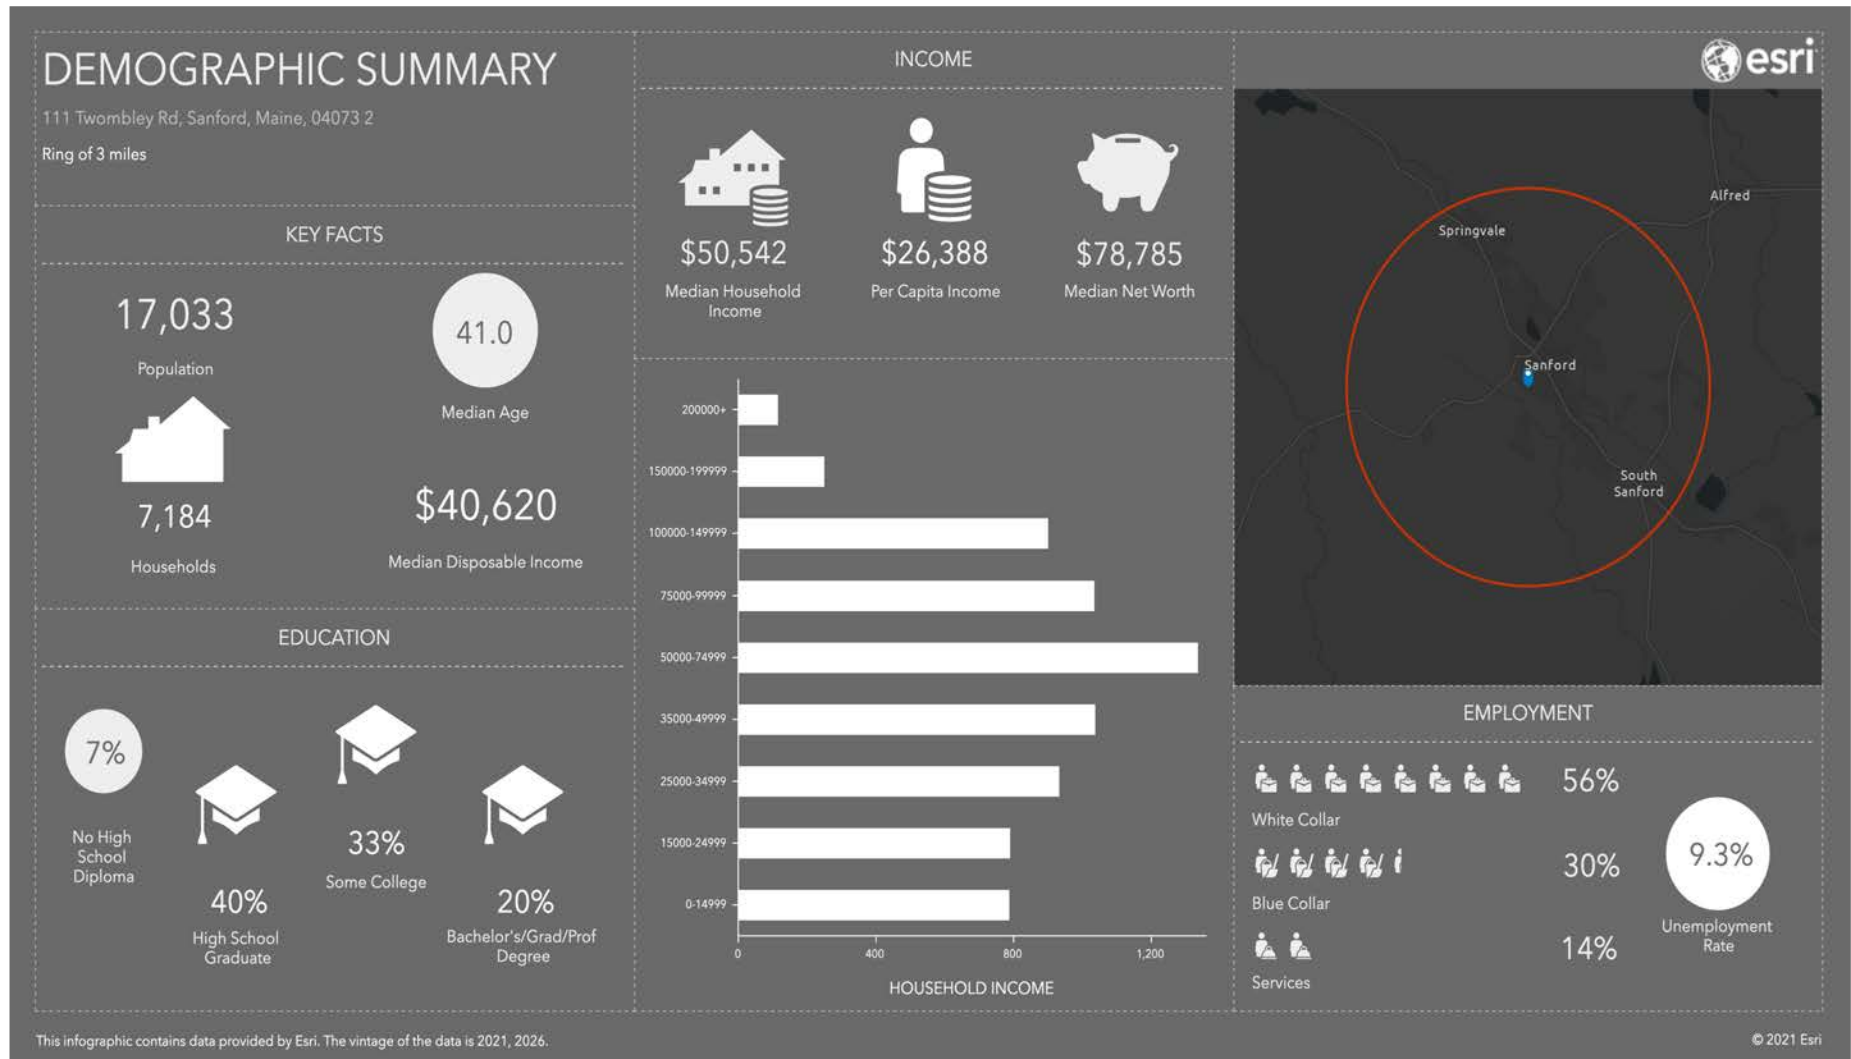 DEMOGRAPHIC SUMMARY
111 Twombley Rd, Sanford, Maine, 04073 2
Ring of 3 miles
KEY FACTS
17,033
Population
41.0
Median Age
7,184
Households
$40,620
Median Disposable Income
EDUCATION
7%
No High
School
Diploma
40%
High School
Graduate
33%
Some College
20%
Bachelor's/Grad/Prof
Degree
INCOME
$50,542
Median Household
Income
$26,388
Per Capita Income
$78,785
Median Net Worth
200000+
150000-199999
100000-149999
75000-99999
50000-74999
35000-49999
25000-34999
15000-24999
0-14999
0
400
800
1,200
HOUSEHOLD INCOME
esri
Alfred
Springvale
Sanford
South
Sanford
EMPLOYMENT
56%
White Collar
30%
Blue Collar
14%
Services
9.3%
Unemployment
Rate
This infographic contains data provided by Esri. The vintage of the data is 2021, 2026.
© 2021 Esri